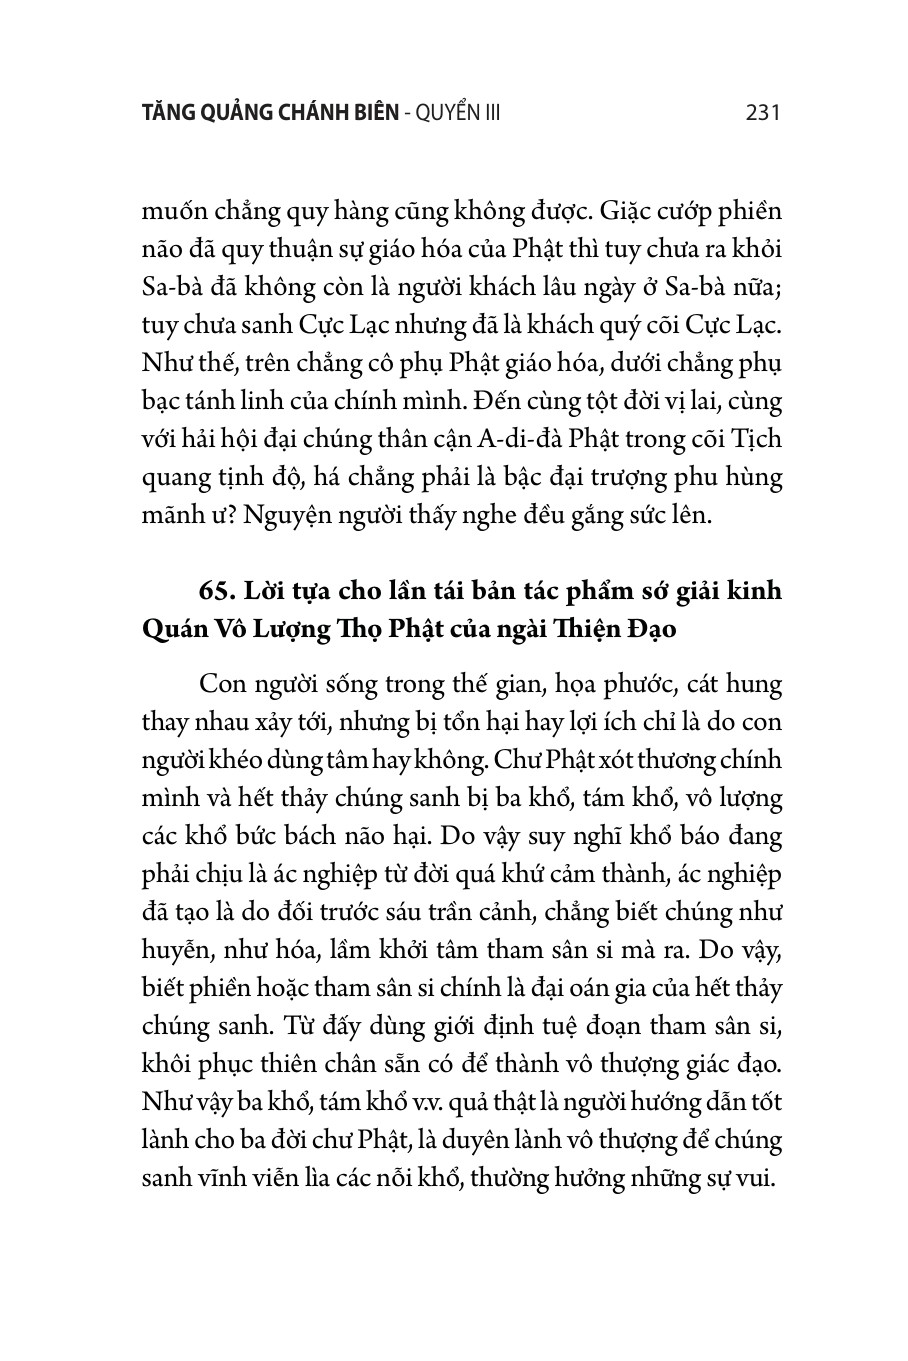 TĂNG QUẢNG CHÁNH BIÊN - QUYỂN III 231
muốn chẳng quy hàng cũng không được. Giặc cướp phiền
não đã quy thuận sự giáo hóa của Phật thì tuy chưa ra khỏi
Sa-bà đã không còn là người khách lâu ngày ở Sa-bà nữa;
tuy chưa sanh Cực Lạc nhưng đã là khách quý cõi Cực Lạc.
Như thế, trên chẳng cô phụ Phật giáo hóa, dưới chẳng phụ
bạc tánh linh của chính mình. Đến cùng tột đời vị lai, cùng
với hải hội đại chúng thân cận A-di-đà Phật trong cõi Tịch
quang tịnh độ, há chẳng phải là bậc đại trượng phu hùng
mãnh ư? Nguyện người thấy nghe đều gắng sức lên.
65. Lời tựa cho lần tái bản tác phẩm sớ giải kinh
Quán Vô Lượng Thọ Phật của ngài Thiện Đạo
Con người sống trong thế gian, họa phước, cát hung
thay nhau xảy tới, nhưng bị tổn hại hay lợi ích chỉ là do con
người khéo dùng tâm hay không. Chư Phật xót thương chính
mình và hết thảy chúng sanh bị ba khổ, tám khổ, vô lượng
các khổ bức bách não hại. Do vậy suy nghĩ khổ báo đang
phải chịu là ác nghiệp từ đời quá khứ cảm thành, ác nghiệp
đã tạo là do đối trước sáu trần cảnh, chẳng biết chúng như
huyễn, như hóa, lầm khởi tâm tham sân si mà ra. Do vậy,
biết phiền hoặc tham sân si chính là đại oán gia của hết thảy
chúng sanh. Từ đấy dùng giới định tuệ đoạn tham sân si,
khôi phục thiên chân sẵn có để thành vô thượng giác đạo.
Như vậy ba khổ, tám khổ v.v. quả thật là người hướng dẫn tốt
lành cho ba đời chư Phật, là duyên lành vô thượng để chúng
sanh vĩnh viễn lìa các nỗi khổ, thường hưởng những sự vui.